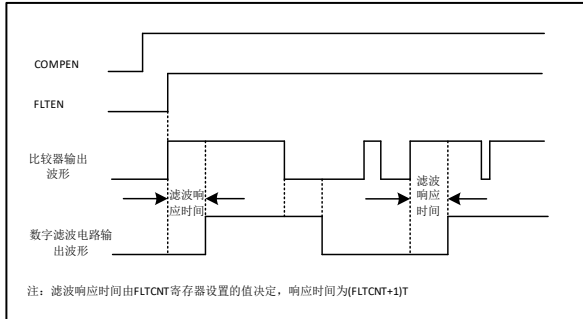 COMPEN
FLTEN
比较器输出
波形
滤波响
应时间
滤波
响应
时间
数字滤波电路输
出波形
注：滤波响应时间由FLTCNT寄存器设置的值决定，响应时间为(FLTCNT+1)T